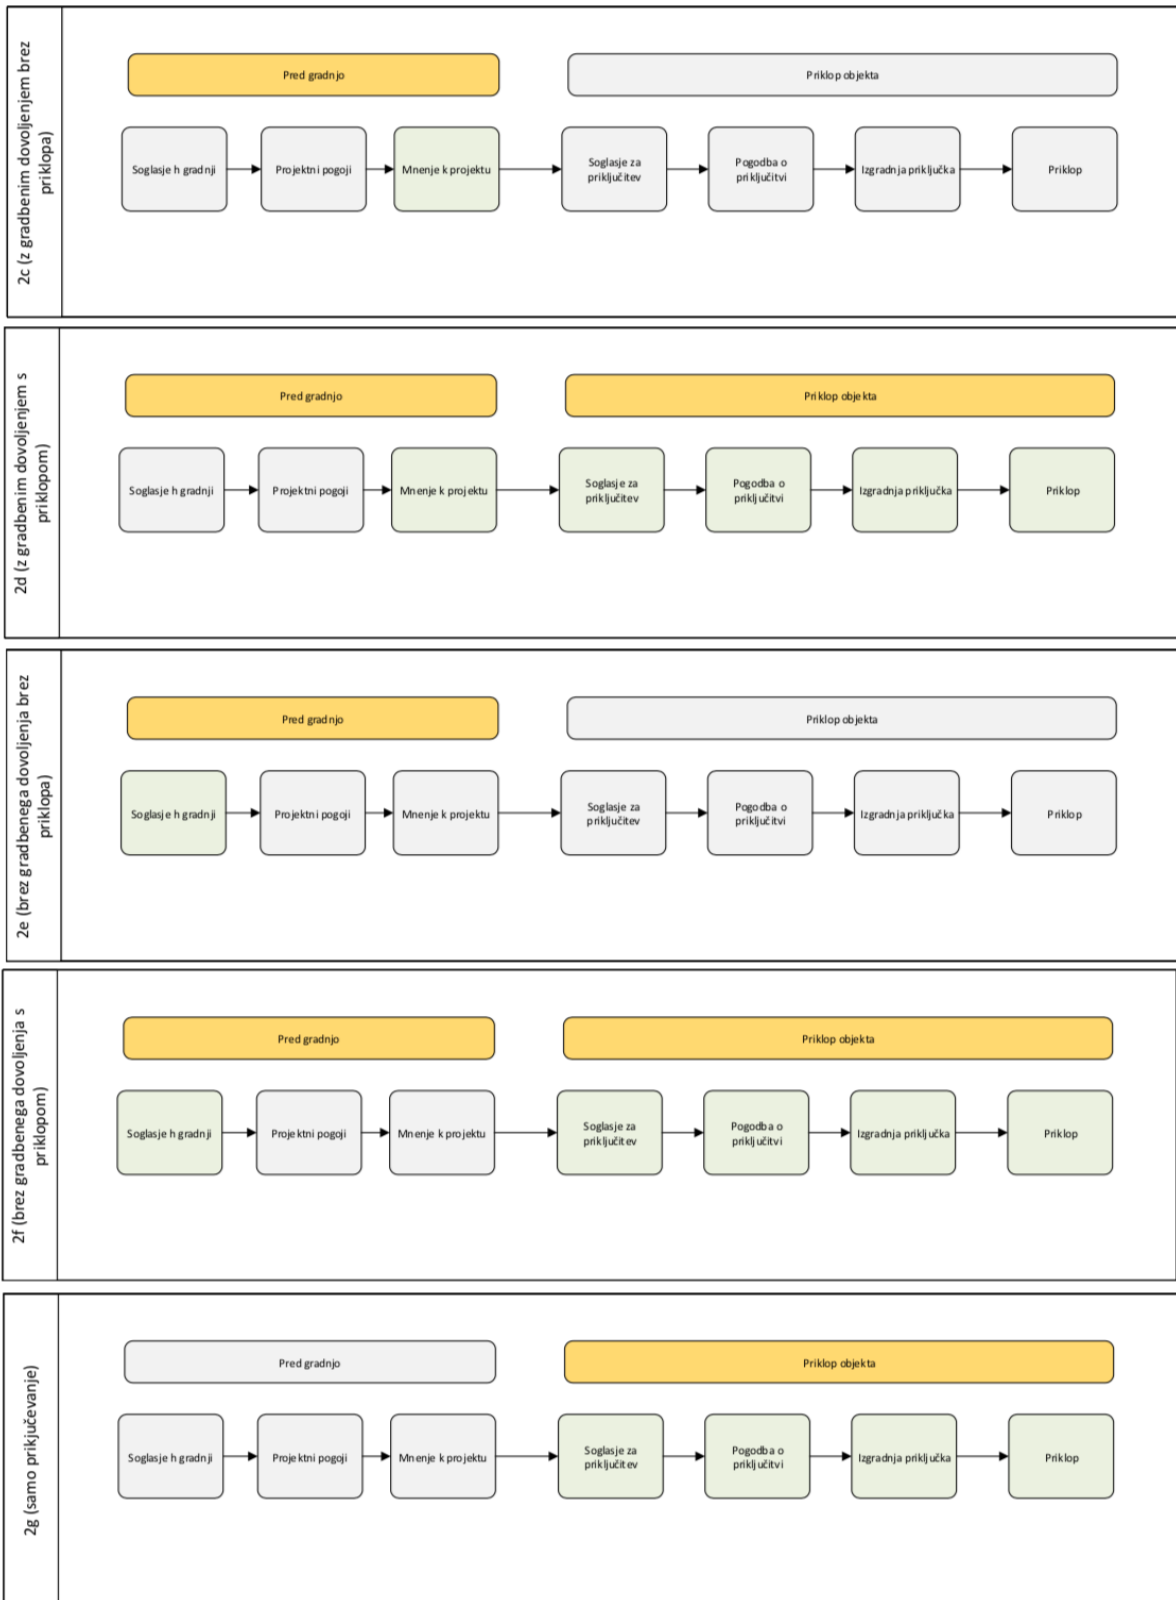 2c (z gradbenim dovoljenjem brez
priklopa)
Pred gradnjo
Priklop objekta
Soglasje h gradnji
Projektni pogoji
Mnenje k projektu
Soglasje za
priključitev
Pogodba o
priključitvi
Izgradnja priključka
Priklop
2d (z gradbenim dovoljenjem s
priklopom)
Pred gradnjo
Priklop objekta
Soglasje h gradnji
Projektni pogoji
Mnenje k projektu
Soglasje za
priključitev
Pogodba o
priključitvi
Izgradnja priključka
Priklop
2e (brez gradbenega dovoljenja brez
priklopa)
Pred gradnjo
Priklop objekta
Soglasje h gradnji
Projektni pogoji
Mnenje k projektu
Soglasje za
priključitev
Pogodba o
priključitvi
Izgradnja priključka
Priklop
2f (brez gradbenega dovoljenja s
priklopom)
Pred gradnjo
Priklop objekta
Soglasje h gradnji
Projektni pogoji
Mnenje k projektu
Soglasje za
priključitev
Pogodba o
priključitvi
Izgradnja priključka
Priklop
2g (samo prikjučevanje)
Pred gradnjo
Priklop objekta
Soglasje h gradnji
Projektni pogoji
Mnenje k projektu
Soglasje za
priključitev
Pogodba o
priključitvi
Izgradnja priključka
Priklop